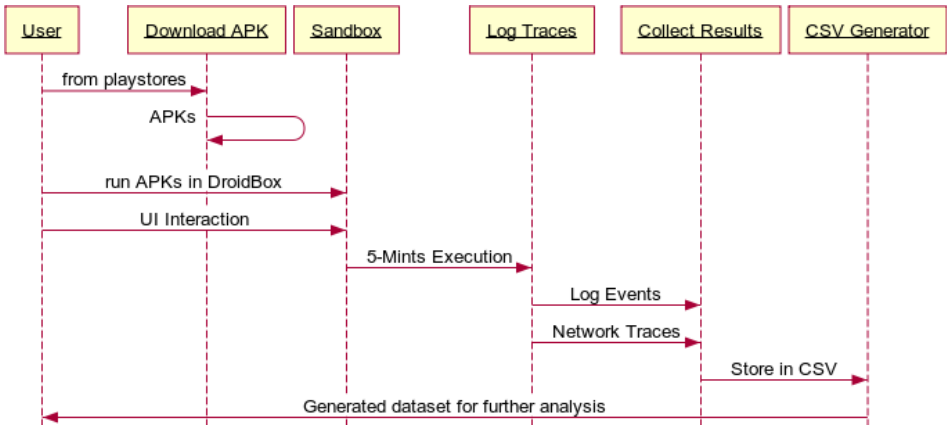 User
Download APK
Sandbox
Log Traces
Collect Results
CSV Generator
from playstores
APKs
run APKs in DroidBox
UI Interaction
5-Mints Execution
Log Events
Network Traces
Store in CSV
Generated dataset for further analysis